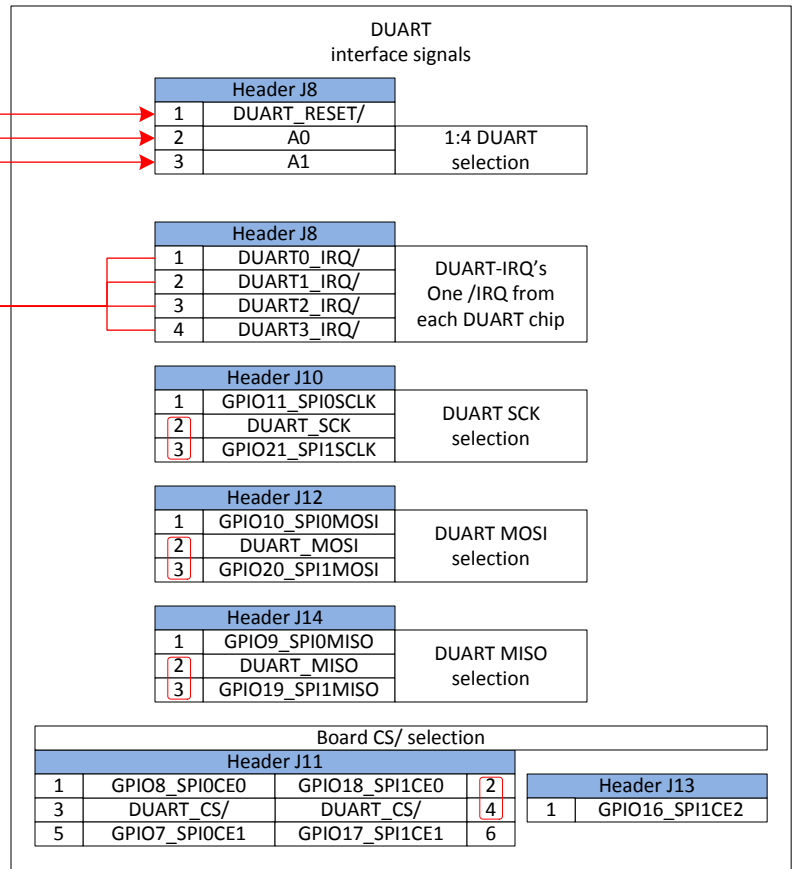 DUART
interface signals
Header J8
1 DUART_RESET/
2 A0
3 A1
1:4 DUART
selection
Header J8
1 DUART0_IRQ/
2 DUART1_IRQ/
3 DUART2_IRQ/
4 DUART3_IRQ/
DUART-IRQ’s
One /IRQ from
each DUART chip
Header J10
1 GPIO11_SPI0SCLK
2 DUART_SCK
3 GPIO21_SPI1SCLK
DUART SCK
selection
Header J12
1 GPIO10_SPI0MOSI
2 DUART_MOSI
3 GPIO20_SPI1MOSI
DUART MOSI
selection
Header J14
1 GPIO9_SPI0MISO
2 DUART_MISO
3 GPIO19_SPI1MISO
DUART MISO
selection
Board CS/ selection
Header J11
1 GPIO8_SPI0CE0 GPIO18_SPI1CE0 2
3 DUART_CS/ DUART_CS/ 4
5 GPIO7_SPI0CE1 GPIO17_SPI1CE1 6
Header J13
1 GPIO16_SPI1CE2